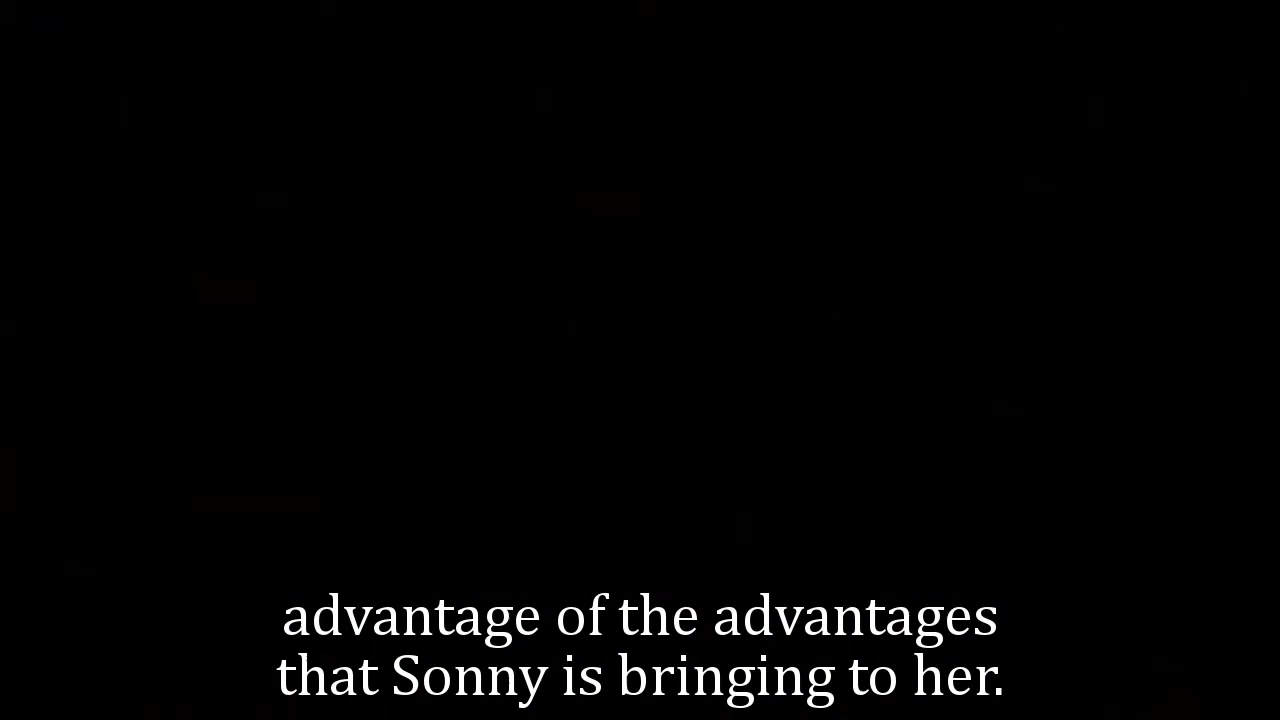 advantage of the advantages
that Sonny is bringing to her.